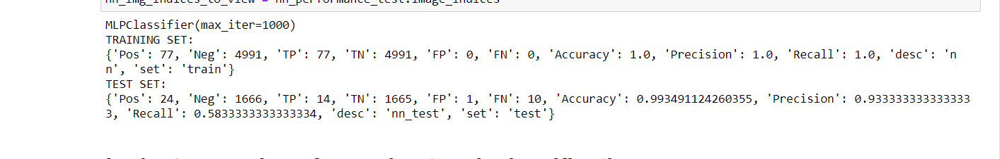 nn_img_indices_to_view = nn_performance_test.image_indices
MLPClassifier(max_iter=1000)
TRAINING SET:
{'Pos': 77, 'Neg': 4991, 'TP': 77, 'TN': 4991, 'FP': 0, 'FN': 0, 'Accuracy': 1.0, 'Precision': 1.0, 'Recall': 1.0, 'desc': 'n
n', 'set': 'train'}
TEST SET:
{'Pos': 24, 'Neg': 1666, 'TP': 14, 'TN': 1665, 'FP': 1, 'FN': 10, 'Accuracy': 0.993491124260355, 'Precision': 0.933333333333333
3, 'Recall': 0.5833333333333334, 'desc': 'nn_test', 'set': 'test'}